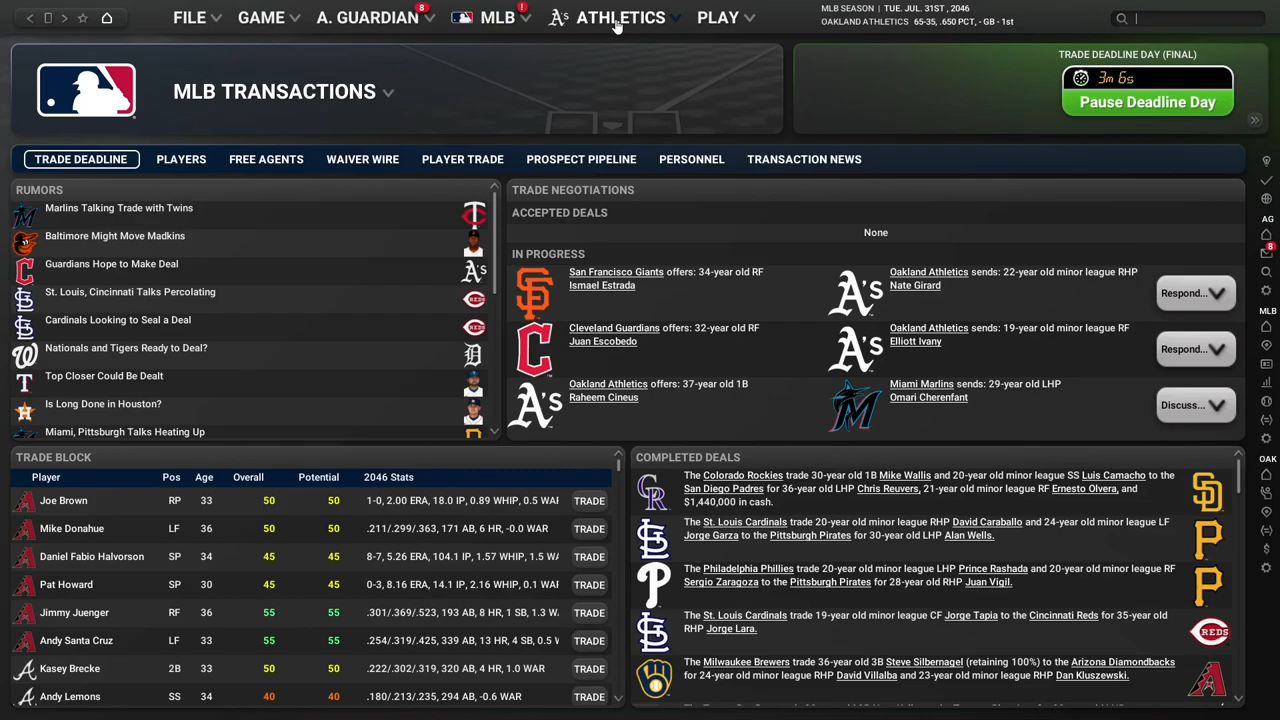 FILE
GAME
A. GUARDIAN
8
MLB
!
A's
ATHLETICS
PLAY
MLB SEASON | TUE. JUL. 31ST , 2046
OAKLAND ATHLETICS 65-35, .650 PCT, - GB - 1st
MLB TRANSACTIONS
TRADE DEADLINE DAY (FINAL)
3m 6s
Pause Deadline Day
TRADE DEADLINE
PLAYERS
FREE AGENTS
WAIVER WIRE
PLAYER TRADE
PROSPECT PIPELINE
PERSONNEL
TRANSACTION NEWS
RUMORS
Marlins Talking Trade with Twins
Baltimore Might Move Madkins
Guardians Hope to Make Deal
St. Louis, Cincinnati Talks Percolating
Cardinals Looking to Seal a Deal
Nationals and Tigers Ready to Deal?
Top Closer Could Be Dealt
Is Long Done in Houston?
Miami, Pittsburgh Talks Heating Up
TRADE NEGOTIATIONS
ACCEPTED DEALS
None
IN PROGRESS
San Francisco Giants offers: 34-year old RF
Ismael Estrada
Oakland Athletics sends: 22-year old minor league RHP
Nate Girard
Respond...
Cleveland Guardians offers: 32-year old RF
Juan Escobedo
Oakland Athletics sends: 19-year old minor league RF
Elliott Ivany
Respond...
Oakland Athletics offers: 37-year old 1B
Raheem Cineus
Miami Marlins sends: 29-year old LHP
Omari Cherenfant
Discuss...
TRADE BLOCK
Player Pos Age Overall Potential 2046 Stats
Joe Brown RP 33 50 50 1-0, 2.00 ERA, 18.0 IP, 0.89 WHIP, 0.5 WAR TRADE
Mike Donahue LF 36 50 50 .211/.299/.363, 171 AB, 6 HR, -0.0 WAR TRADE
Daniel Fabio Halvorson SP 34 45 45 8-7, 5.26 ERA, 104.1 IP, 1.57 WHIP, 1.5 WA TRADE
Pat Howard SP 30 45 45 0-3, 8.16 ERA, 14.1 IP, 2.16 WHIP, 0.1 WAR TRADE
Jimmy Juenger RF 36 55 55 .301/.369/.523, 193 AB, 8 HR, 1 SB, 1.3 W TRADE
Andy Santa Cruz LF 33 55 55 .254/.319/.425, 339 AB, 13 HR, 4 SB, 0.5 W TRADE
Kasey Brecke 2B 33 50 50 .222/.302/.319, 320 AB, 4 HR, 1.0 WAR TRADE
Andy Lemons SS 34 40 40 .180/.213/.235, 294 AB, -0.6 WAR TRADE
COMPLETED DEALS
The Colorado Rockies trade 30-year old 1B Mike Wallis and 20-year old minor league SS Luis Camacho to the
San Diego Padres for 36-year old LHP Chris Reuvers, 21-year old minor league RF Ernesto Olvera, and
$1,440,000 in cash.
The St. Louis Cardinals trade 20-year old minor league RHP David Caraballo and 24-year old minor league LF
Jorge Garza to the Pittsburgh Pirates for 30-year old LHP Alan Wells.
The Philadelphia Phillies trade 20-year old minor league LHP Prince Rashada and 20-year old minor league RF
Sergio Zaragoza to the Pittsburgh Pirates for 28-year old RHP Juan Vigil.
The St. Louis Cardinals trade 19-year old minor league CF Jorge Tapia to the Cincinnati Reds for 35-year old
RHP Jorge Lara.
The Milwaukee Brewers trade 36-year old 3B Steve Silbernagel (retaining 100%) to the Arizona Diamondbacks
for 24-year old minor league RHP David Villalba and 23-year old minor league RHP Dan Kluszewski.
AG
8
MLB
OAK